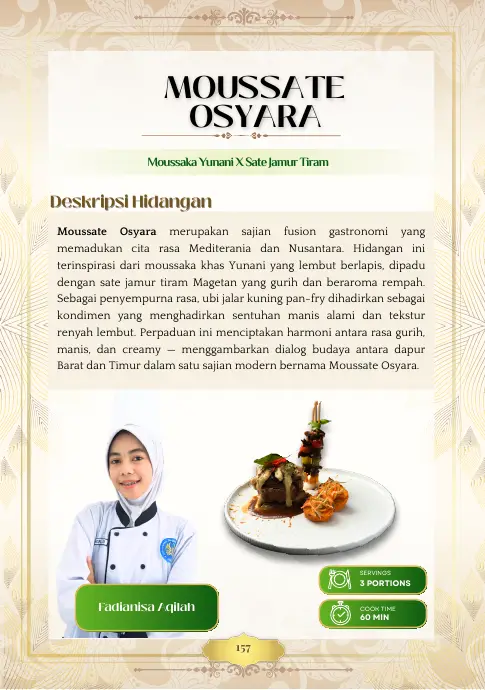 MOUSSATE
OSYARA
Moussaka Yunani X Sate Jamur Tiram
Deskripsi Hidangan
Moussate Osyara merupakan sajian fusion gastronomi yang
memadukan cita rasa Mediterania dan Nusantara. Hidangan ini
terinspirasi dari moussaka khas Yunani yang lembut berlapis, dipadu
dengan sate jamur tiram Magetan yang gurih dan beraroma rempah.
Sebagai penyempurna rasa, ubi jalar kuning pan-fry dihadirkan sebagai
kondimen yang menghadirkan sentuhan manis alami dan tekstur
renyah lembut. Perpaduan ini menciptakan harmoni antara rasa gurih,
manis, dan creamy — menggambarkan dialog budaya antara dapur
Barat dan Timur dalam satu sajian modern bernama Moussate Osyara.
Fadianisa Aqilah
SERVINGS
3 PORTIONS
COOK TIME
60 MIN
157